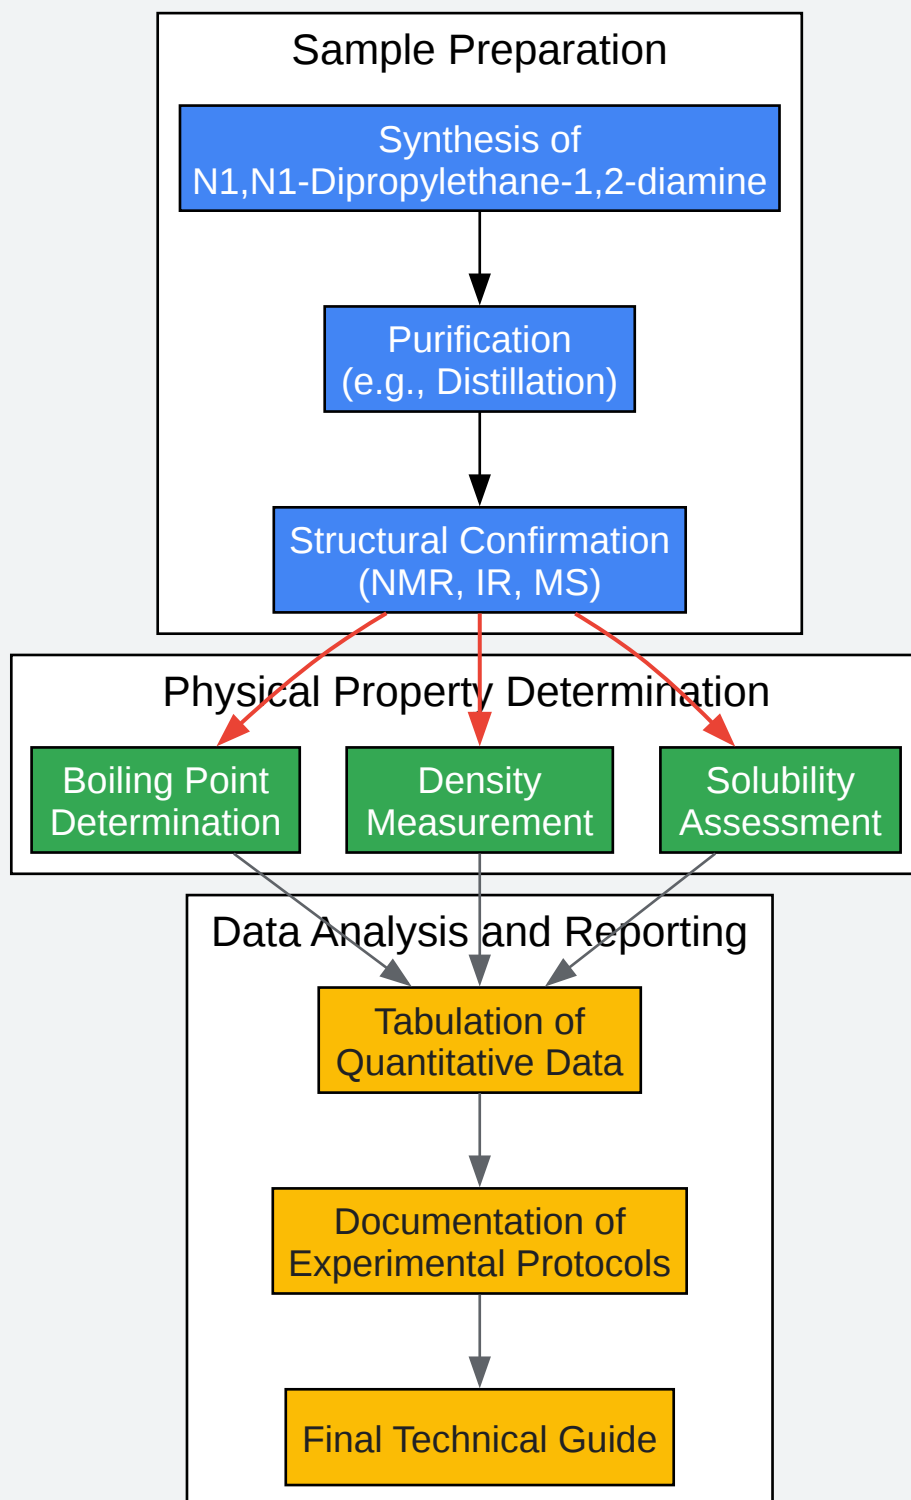 Sample Preparation
Synthesis of
N1,N1-Dipropylethane-1,2-diamine
Purification
(e.g., Distillation)
Structural Confirmation
(NMR, IR, MS)
Physical Property Determination
Boiling Point
Determination
Density
Measurement
Solubility
Assessment
Data Analysis and Reporting
Tabulation of
Quantitative Data
Documentation of
Experimental Protocols
Final Technical Guide